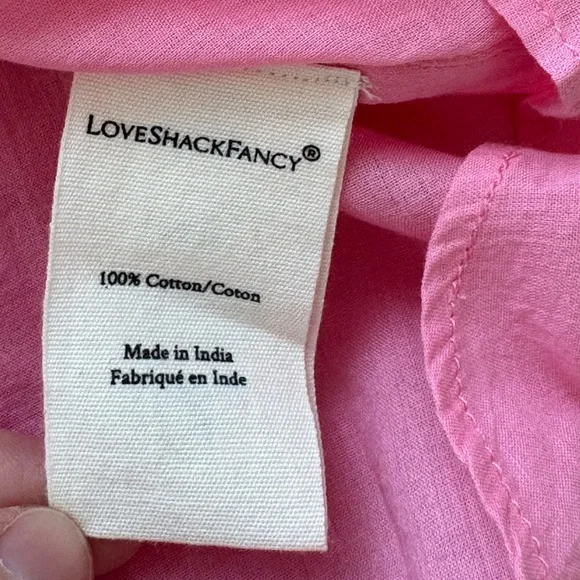 LOVESHACKFANCY®
100% Cotton/Coton
Made in India
Fabriqué en Inde